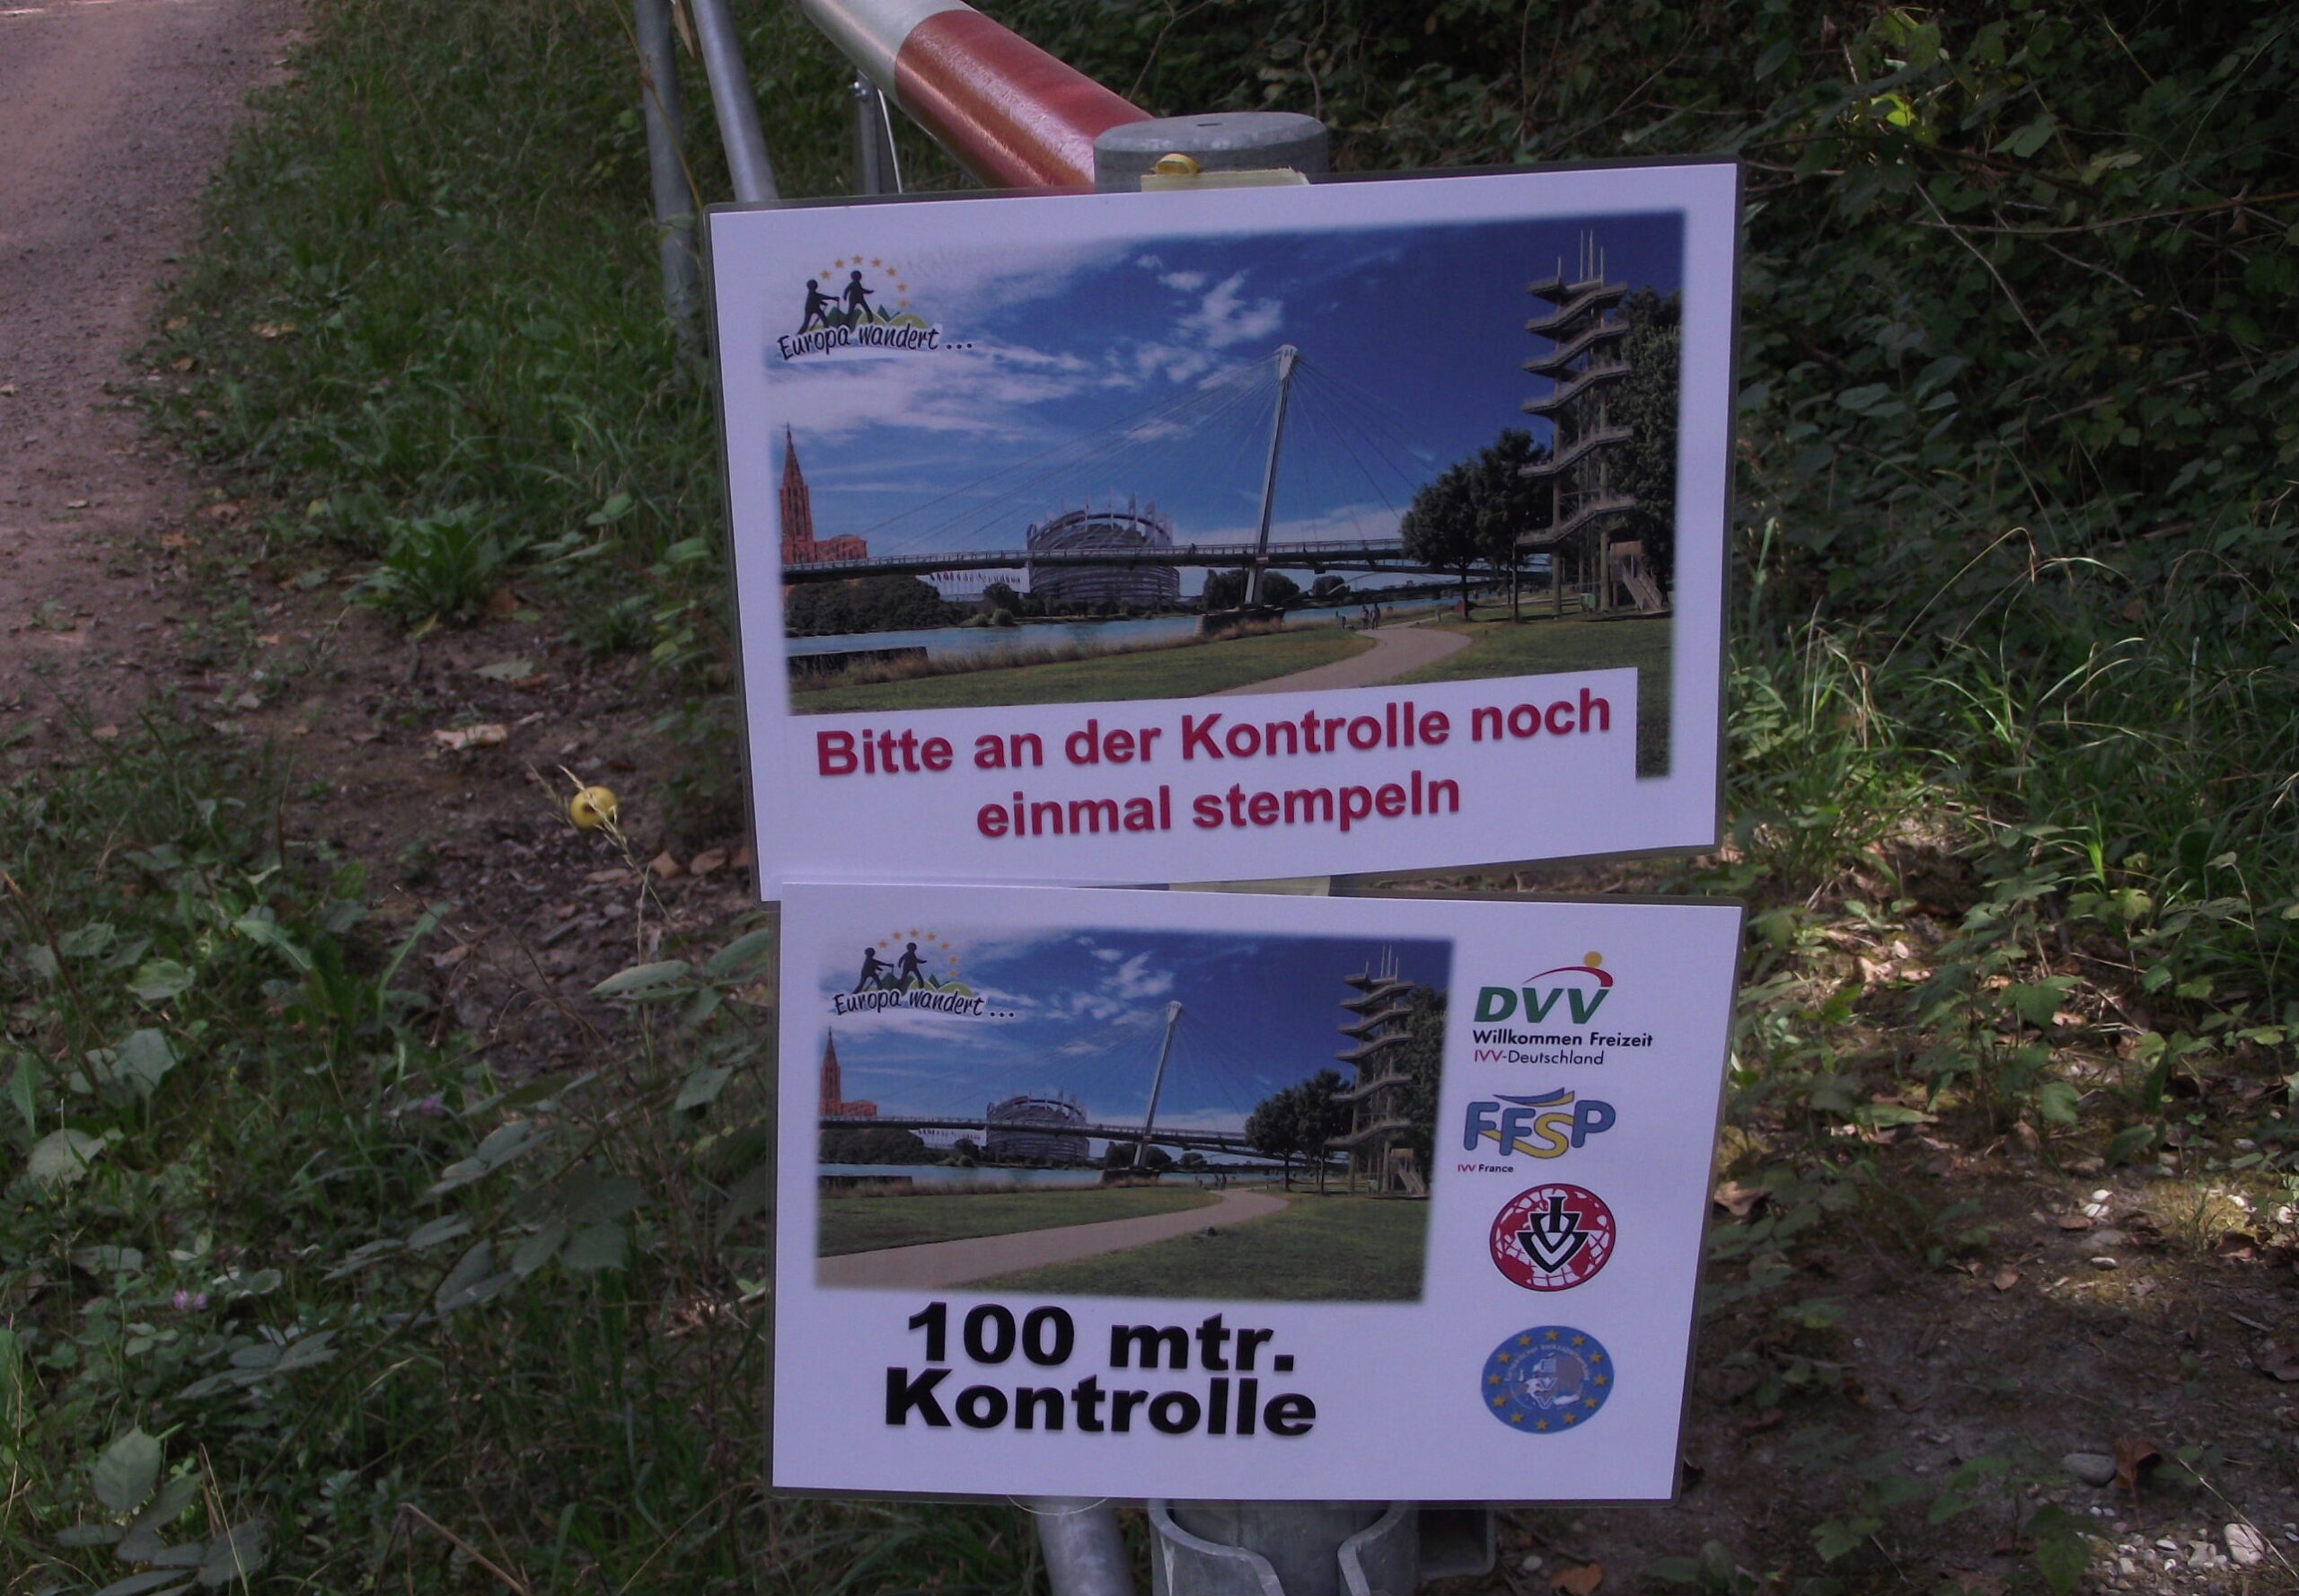 Europa wandert...
Bitte an der Kontrolle noch
einmal stempeln
Europa wandert...
DVV
Willkommen Freizeit
IVV-Deutschland
FFSP
IVV France
IVV
100 mtr.
Kontrolle